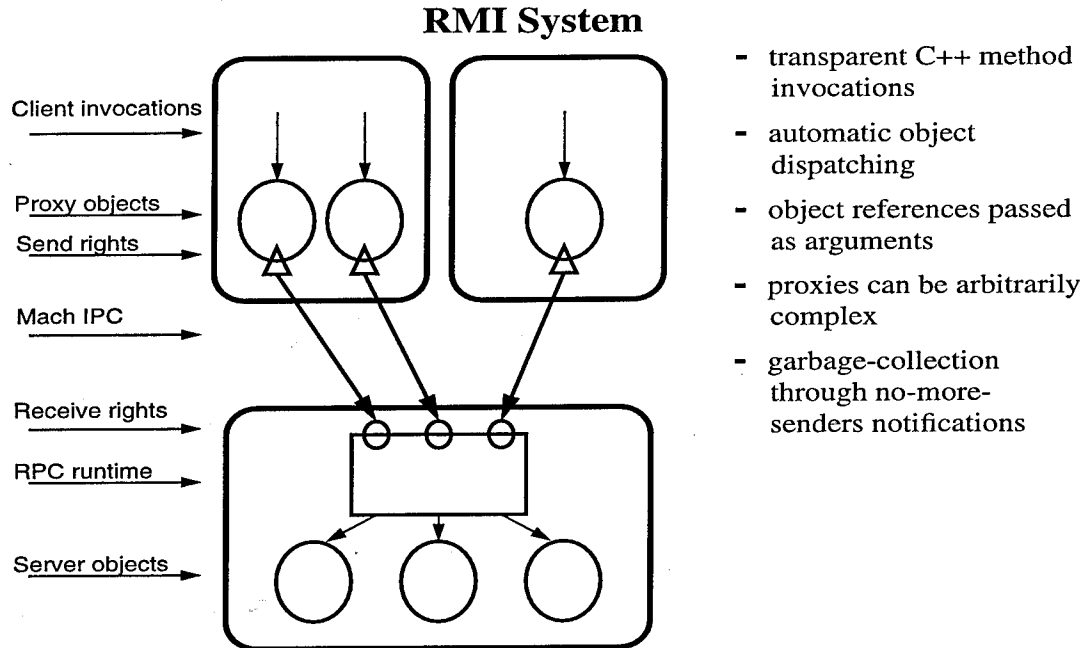 RMI System
Client invocations
Proxy objects
Send rights
Mach IPC
Receive rights
RPC runtime
Server objects
- transparent C++ method
invocations
- automatic object
dispatching
- object references passed
as arguments
- proxies can be arbitrarily
complex
- garbage-collection
through no-more-
senders notifications